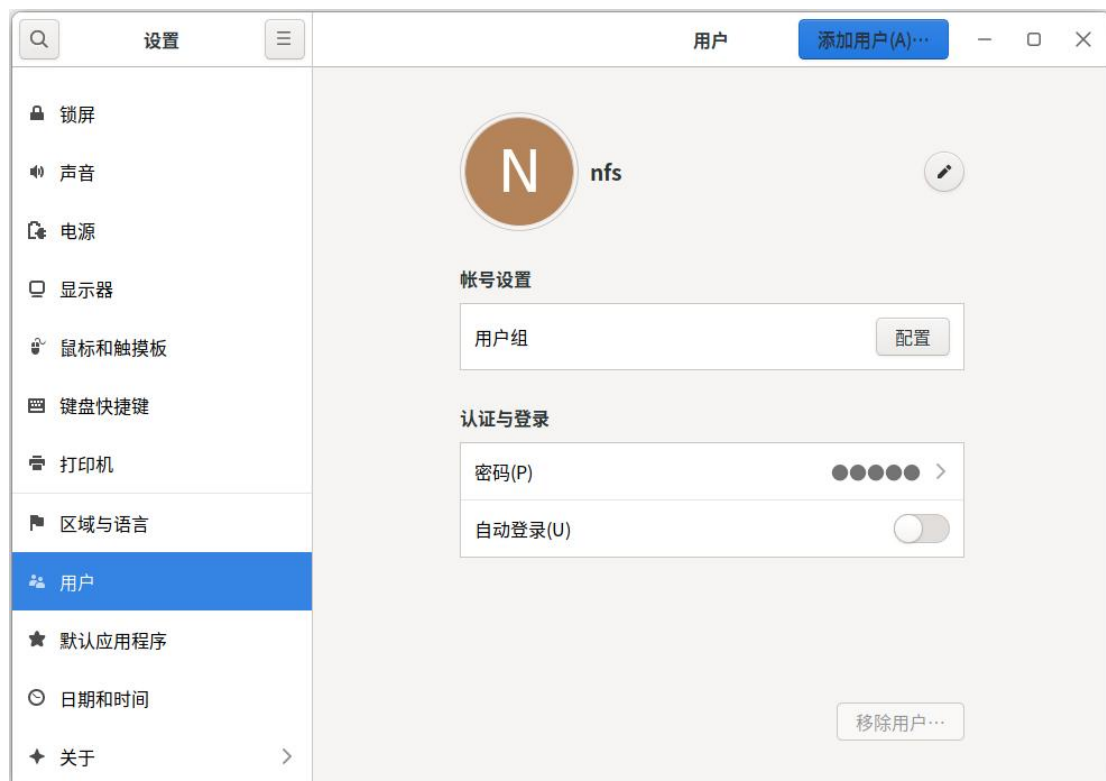 设置
用户
添加用户(A)…
锁屏
声音
电源
显示器
鼠标和触摸板
键盘快捷键
打印机
区域与语言
用户
默认应用程序
日期和时间
关于
N
nfs
帐号设置
用户组
配置
认证与登录
密码(P)
●●●●●
自动登录(U)
移除用户…